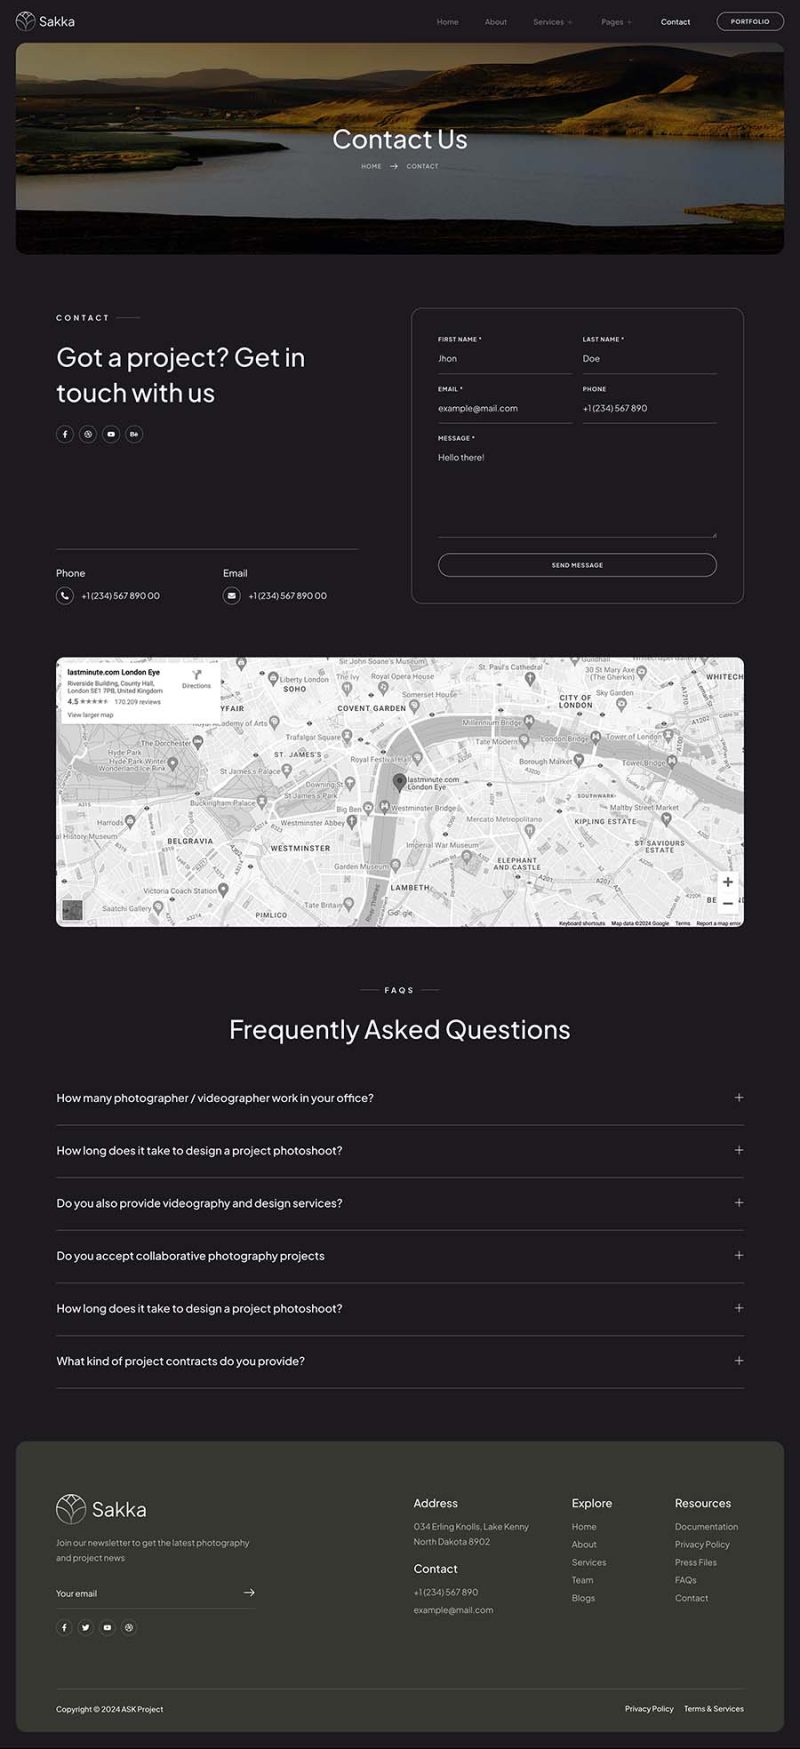 Sakka
Home About Services + Pages + Contact PORTFOLIO
Contact Us
HOME → CONTACT
CONTACT
Got a project? Get in
touch with us
FIRST NAME * LAST NAME *
Jhon Doe
EMAIL * PHONE
example@mail.com +1 (234) 567 890
MESSAGE *
Hello there!
SEND MESSAGE
Phone Email
+1 (234) 567 890 00 +1 (234) 567 890 00
lastminute.com London Eye
Riverside Building, County Hall,
London SE1 7PB, United Kingdom
Directions
4.5 170.209 reviews
View larger map
Sir John Soane's Museum
Guildhall
Liberty London
The Ivy
Royal Opera House
St. Paul's Cathedral
30 St Mary Axe
(The Gherkin)
WHITECH
SOHO
Somerset House
CITY OF
LONDON
Sky Garden
YFAIR
COVENT GARDEN
Royal Academy of Arts
Millennium Bridge
Trafalgar Square
Tate Modern
London Bridge
Tower of London
The Dorchester
Hyde Park
Hyde Park Winter
Wonderland Ice Rink
ST. JAMES'S
Royal Festival Hall
Borough Market
Tower Bridge
St James's Palace
Downing St
St James's Park
lastminute.com
London Eye
Buckingham Palace
Big Ben
Westminster Bridge
SOUTHWARK
Maltby Street Market
Harrods
Westminster Abbey
Mercato Metropolitano
KIPLING ESTATE
al History Museum
BELGRAVIA
WESTMINSTER
Imperial War Museum
ST SAVIOURS
ESTATE
Garden Museum
Lambeth Rd
ELEPHANT
AND CASTLE
Victoria Coach Station
LAMBETH
Saatchi Gallery
Tate Britain
PIMLICO
River Thames
Google
Keyboard shortcuts Map data ©2024 Google Terms Report a map error
FAQS
Frequently Asked Questions
How many photographer / videographer work in your office? +
How long does it take to design a project photoshoot? +
Do you also provide videography and design services? +
Do you accept collaborative photography projects +
How long does it take to design a project photoshoot? +
What kind of project contracts do you provide? +
Sakka
Join our newsletter to get the latest photography
and project news
Your email →
Address
034 Erling Knolls, Lake Kenny
North Dakota 8902
Contact
+1 (234) 567 890
example@mail.com
Explore
Home
About
Services
Team
Blogs
Resources
Documentation
Privacy Policy
Press Files
FAQs
Contact
Copyright © 2024 ASK Project
Privacy Policy Terms & Services